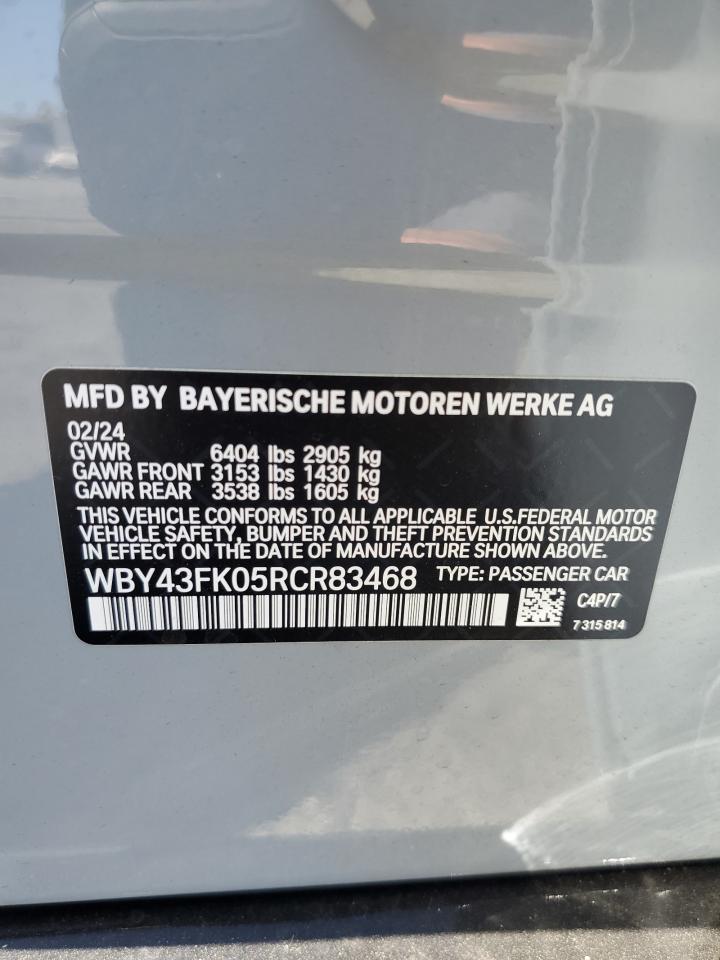 MFD BY BAYERISCHE MOTOREN WERKE AG
02/24
GVWR 6404 lbs 2905 kg
GAWR FRONT 3153 lbs 1430 kg
GAWR REAR 3538 lbs 1605 kg
THIS VEHICLE CONFORMS TO ALL APPLICABLE U.S.FEDERAL MOTOR
VEHICLE SAFETY, BUMPER AND THEFT PREVENTION STANDARDS
IN EFFECT ON THE DATE OF MANUFACTURE SHOWN ABOVE.
WBY43FK05RCR83468 TYPE: PASSENGER CAR
C4P/7
7 315 814